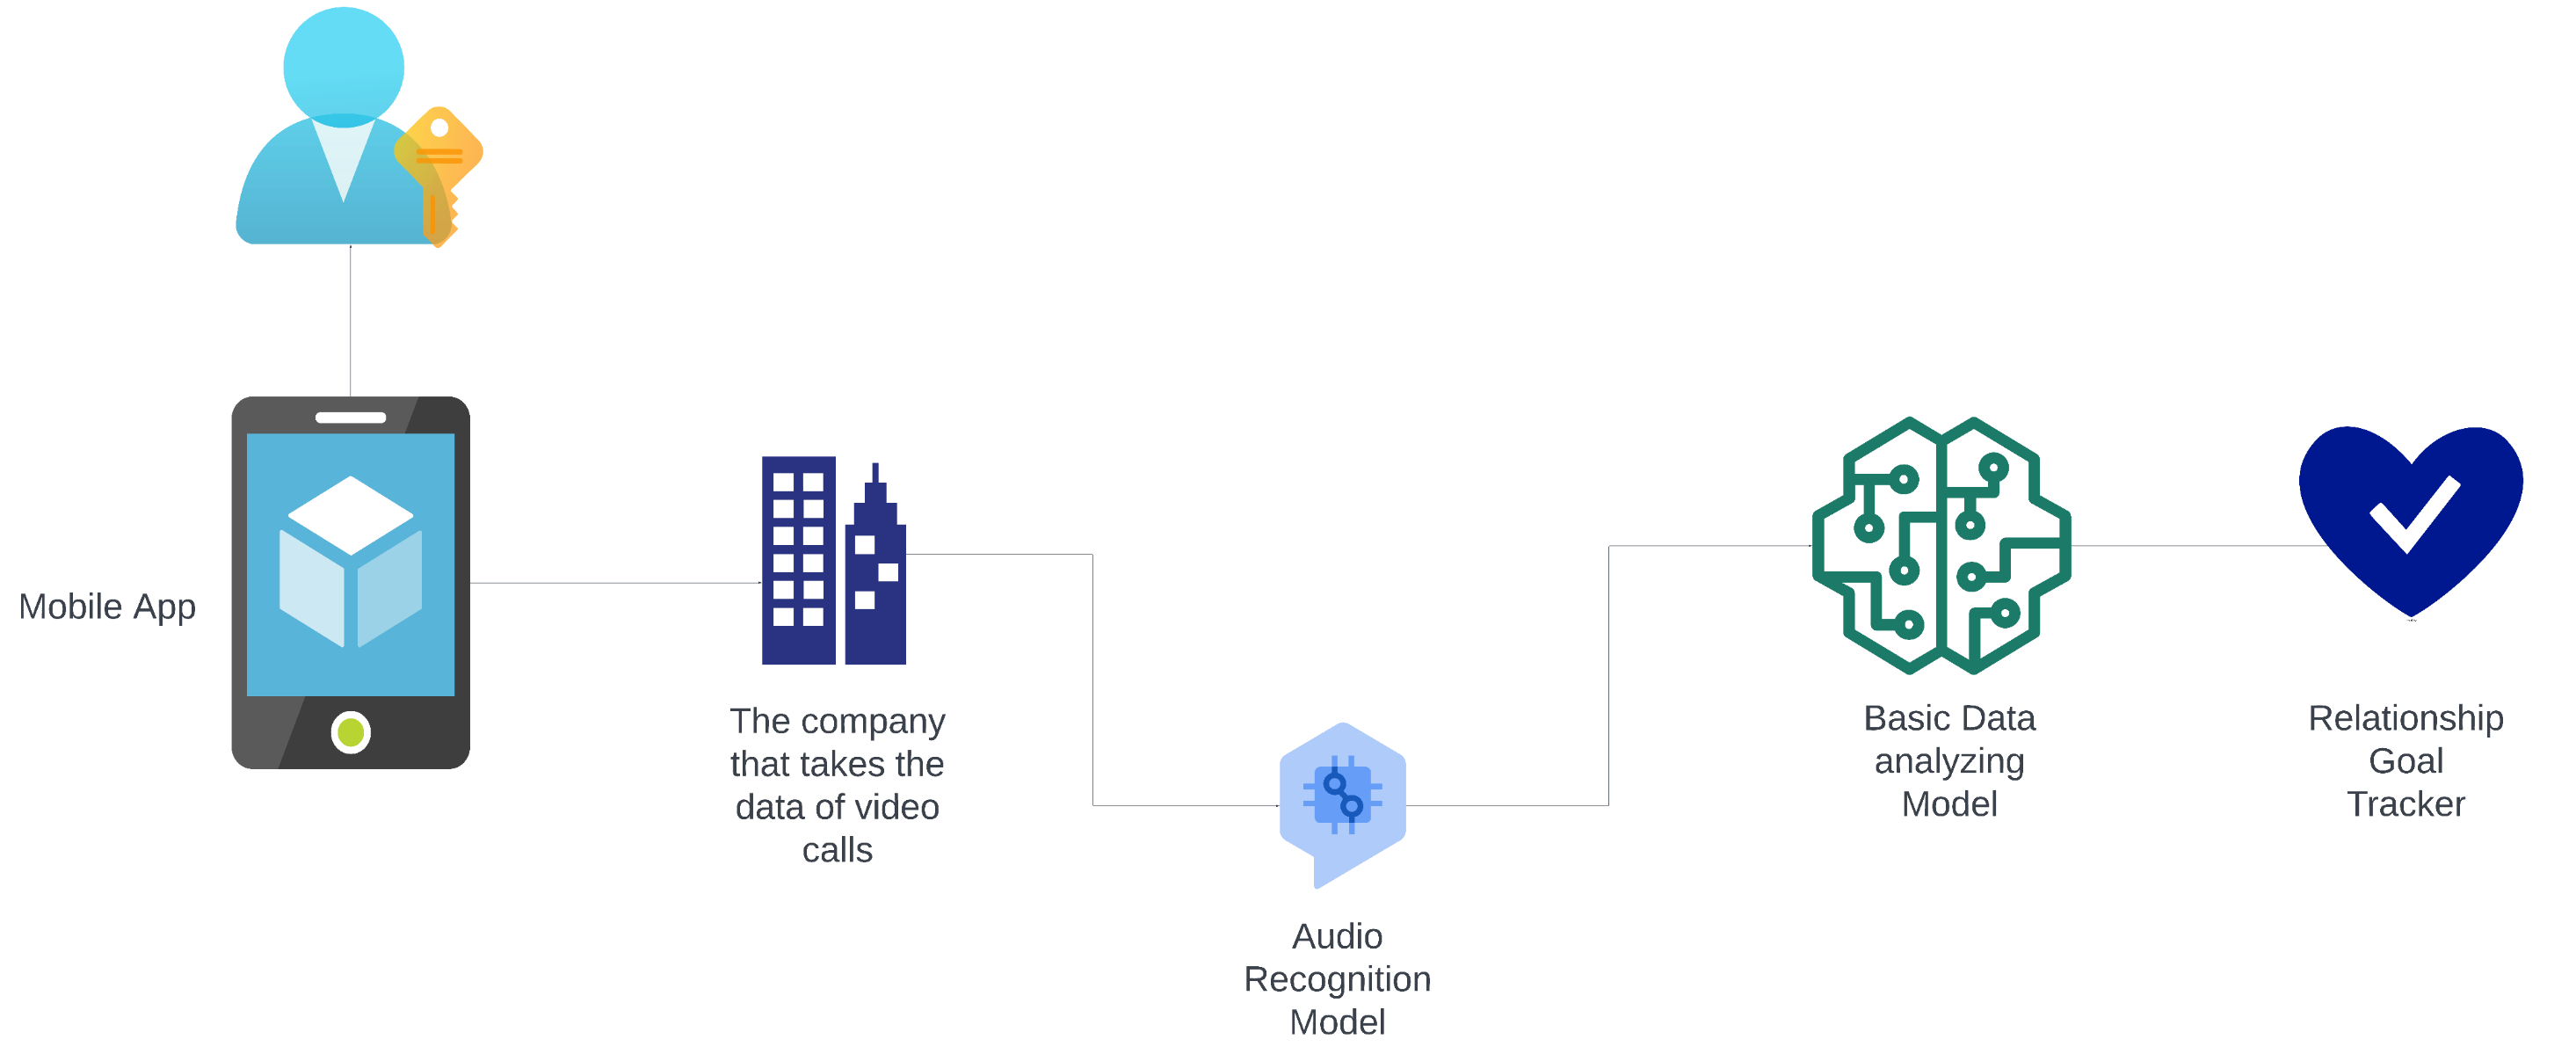 Mobile App
The company
that takes the
data of video
calls
Audio
Recognition
Model
Basic Data
analyzing
Model
Relationship
Goal
Tracker